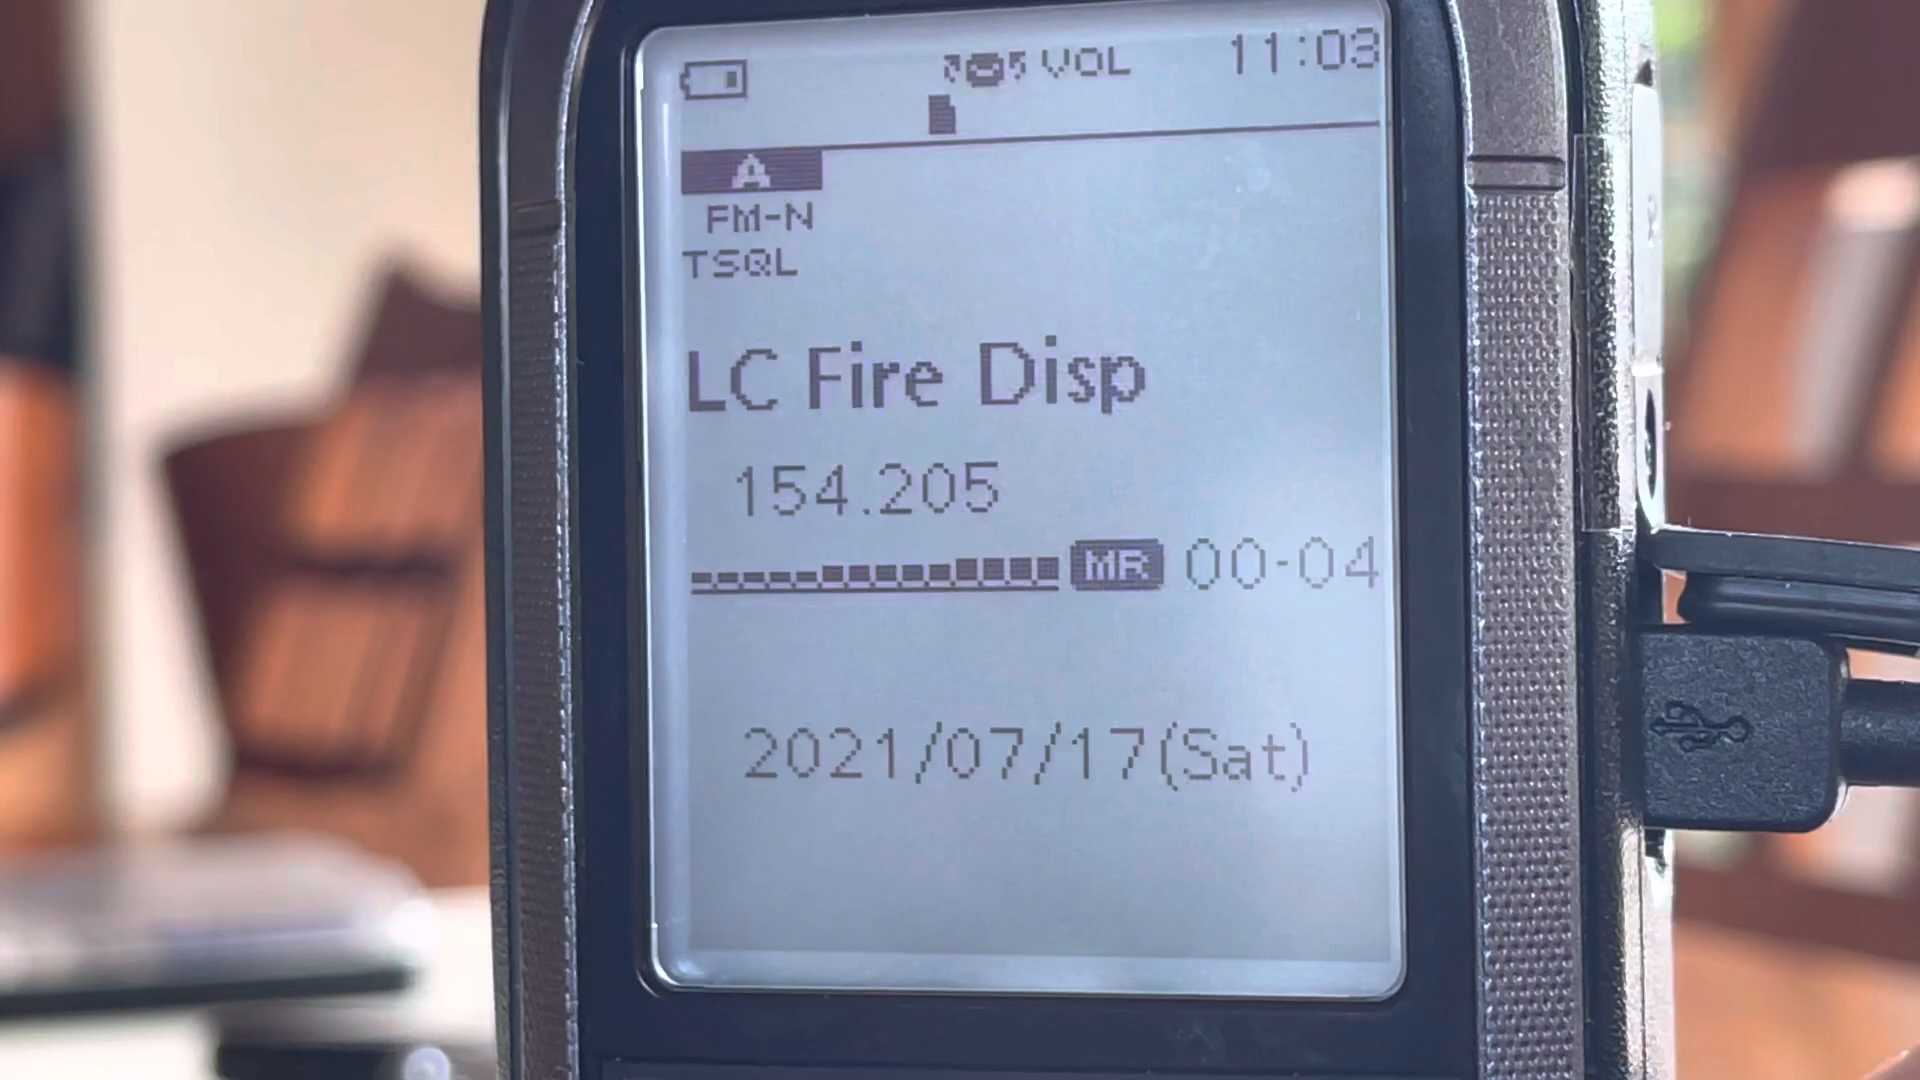 VOL 11:03
A
FM-N
TSQL
LC Fire Disp
154.205
MR 00-04
2021/07/17(Sat)